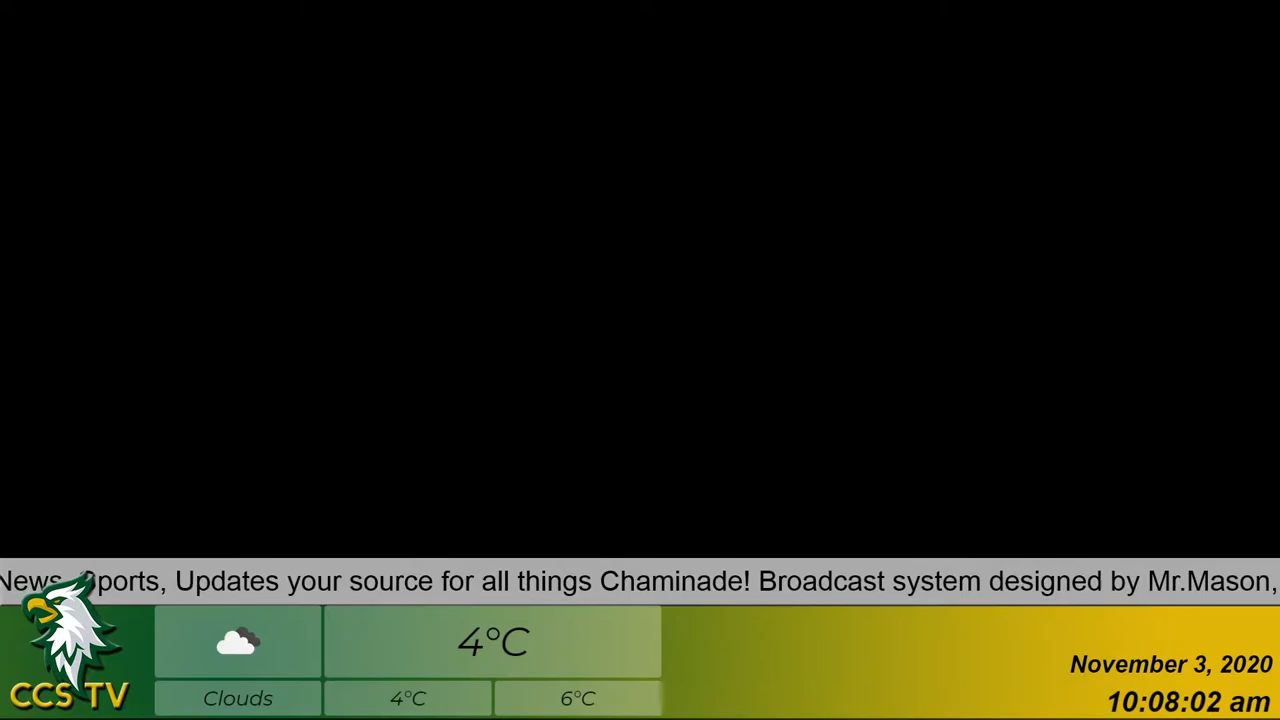 News, Sports, Updates your source for all things Chaminade! Broadcast system designed by Mr.Mason,
4°C
November 3, 2020
CCS TV
Clouds
4°C
6°C
10:08:02 am